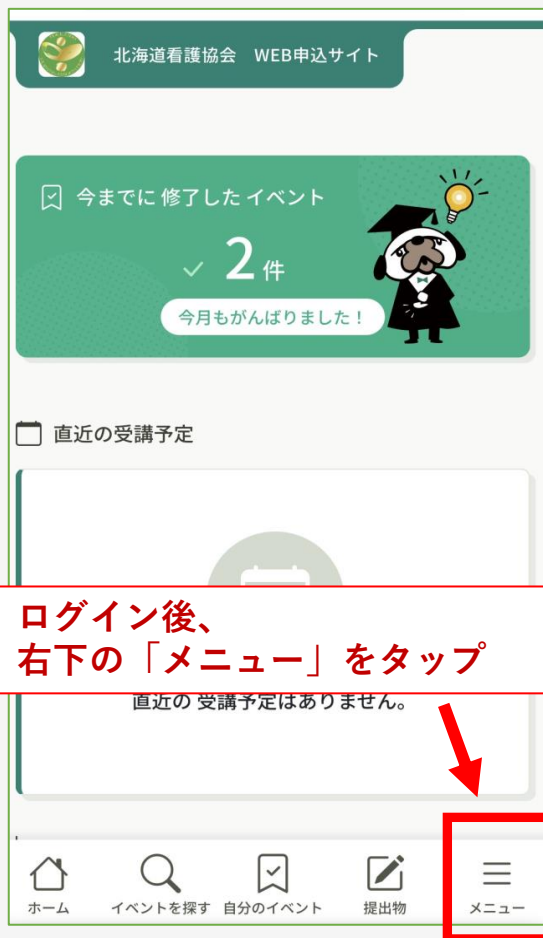 北海道看護協会　WEB申込サイト
今までに 修了した イベント
2 件
今月もがんばりました！
直近の受講予定
ログイン後、
右下の「メニュー」をタップ
直近の 受講予定はありません。
ホーム
イベントを探す
自分のイベント
提出物
メニュー